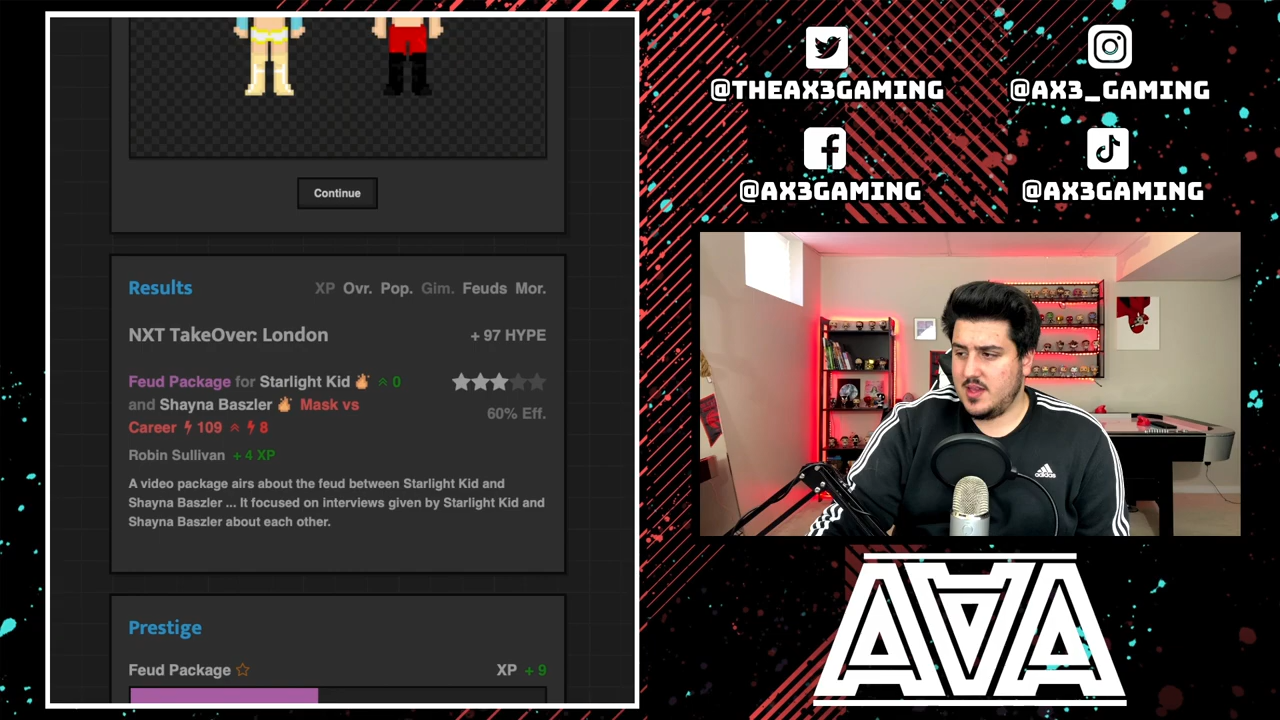 Continue
Results XP Ovr. Pop. Gim. Feuds Mor.
NXT TakeOver: London + 97 HYPE
Feud Package for Starlight Kid 0
and Shayna Baszler Mask vs
Career 109 8
60% Eff.
Robin Sullivan + 4 XP
A video package airs about the feud between Starlight Kid and
Shayna Baszler ... It focused on interviews given by Starlight Kid and
Shayna Baszler about each other.
Prestige
Feud Package XP + 9
@THEAX3GAMING
@AX3_GAMING
@AX3GAMING
@AX3GAMING
adidas